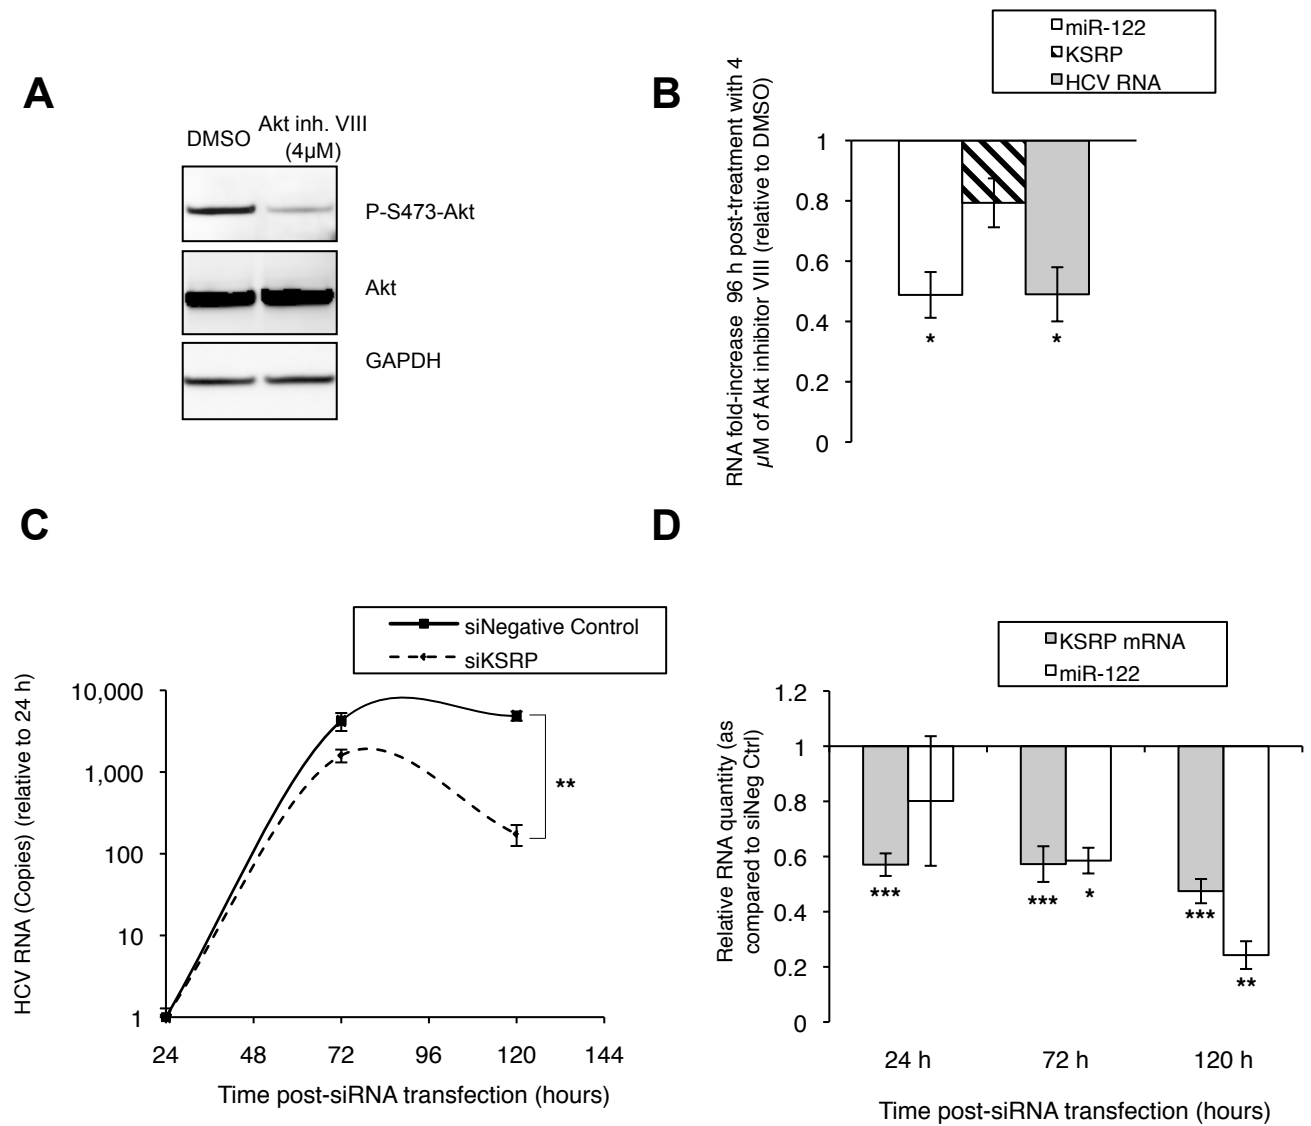 A
DMSO
Akt inh. VIII
(4µM)
P-S473-Akt
Akt
GAPDH
B
miR-122
KSRP
HCV RNA
RNA fold-increase 96 h post-treatment with 4
µM of Akt inhibitor VIII (relative to DMSO)
1
0.8
0.6
0.4
0.2
0
*
*
C
siNegative Control
siKSRP
HCV RNA (Copies) (relative to 24 h)
10,000
1,000
100
10
1
**
24 48 72 96 120 144
Time post-siRNA transfection (hours)
D
KSRP mRNA
miR-122
Relative RNA quantity (as
compared to siNeg Ctrl)
1.2
1
0.8
0.6
0.4
0.2
0
***
***
*
***
**
24 h 72 h 120 h
Time post-siRNA transfection (hours)